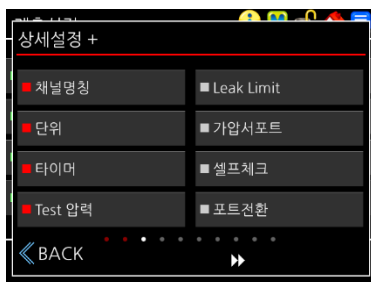 상세설정 +
채널명칭
Leak Limit
단위
가압서포트
타이머
셀프체크
Test 압력
포트전환
BACK